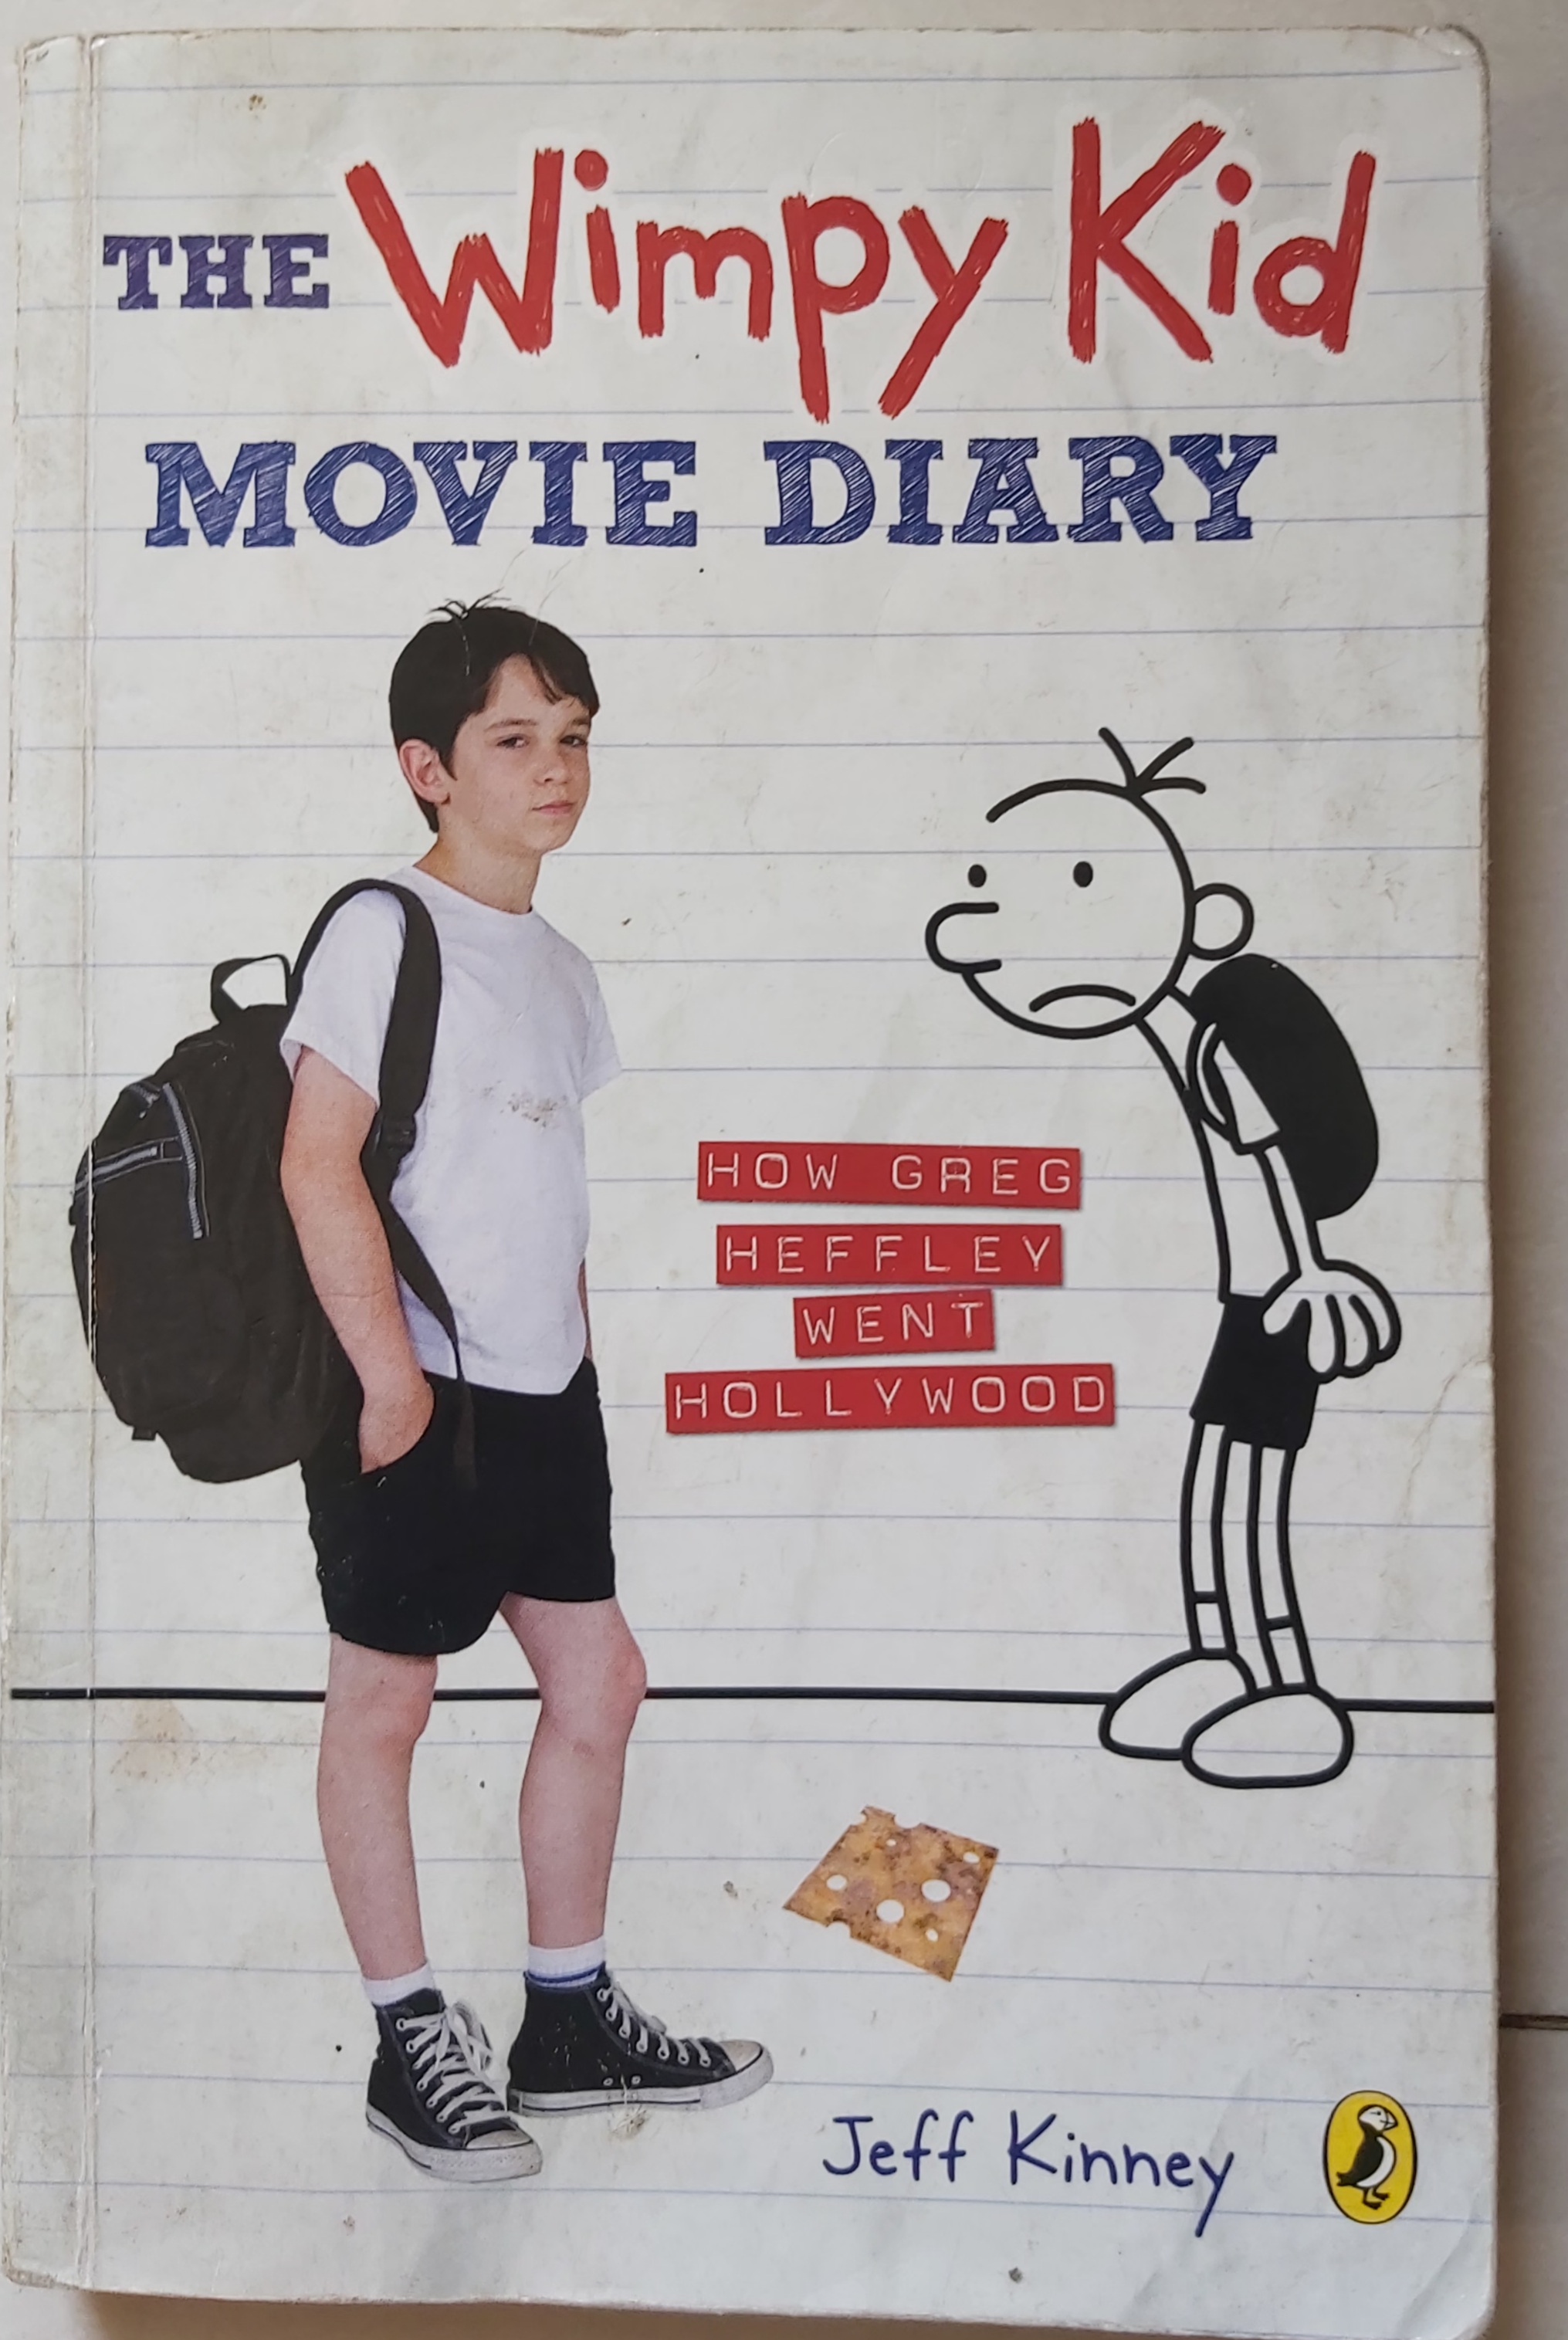 THE Wimpy Kid
MOVIE DIARY
HOW GREG
HEFFLEY
WENT
HOLLYWOOD
Jeff Kinney